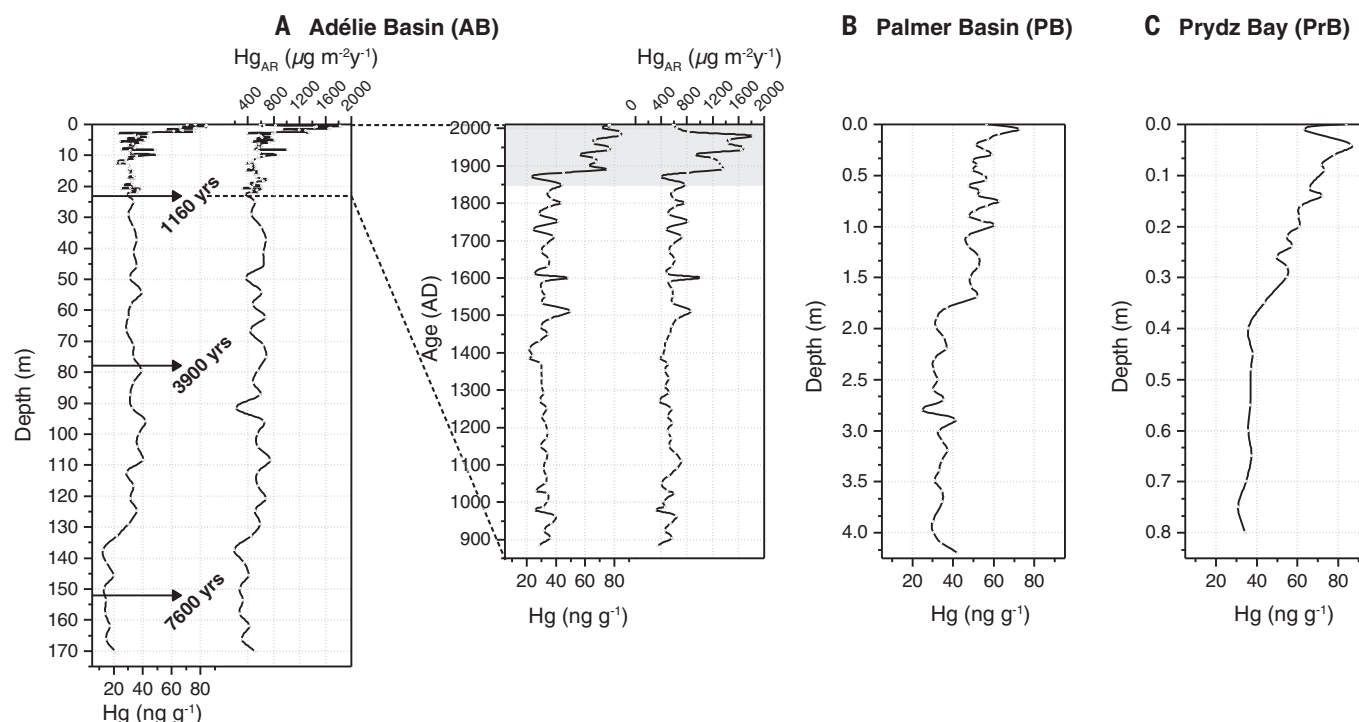 A Adélie Basin (AB)
B Palmer Basin (PB)
C Prydz Bay (PrB)
HgAR (µg m-2y-1)
400 800 1200 1600 2000
HgAR (µg m-2y-1)
0 400 800 1200 1600 2000
Depth (m)
0
10
20
30
40
50
60
70
80
90
100
110
120
130
140
150
160
170
1160 yrs
3900 yrs
7600 yrs
20 40 60 80
Hg (ng g-1)
Age (AD)
2000
1900
1800
1700
1600
1500
1400
1300
1200
1100
1000
900
20 40 60 80
Hg (ng g-1)
Depth (m)
0.0
0.5
1.0
1.5
2.0
2.5
3.0
3.5
4.0
20 40 60 80
Hg (ng g-1)
Depth (m)
0.0
0.1
0.2
0.3
0.4
0.5
0.6
0.7
0.8
20 40 60 80
Hg (ng g-1)